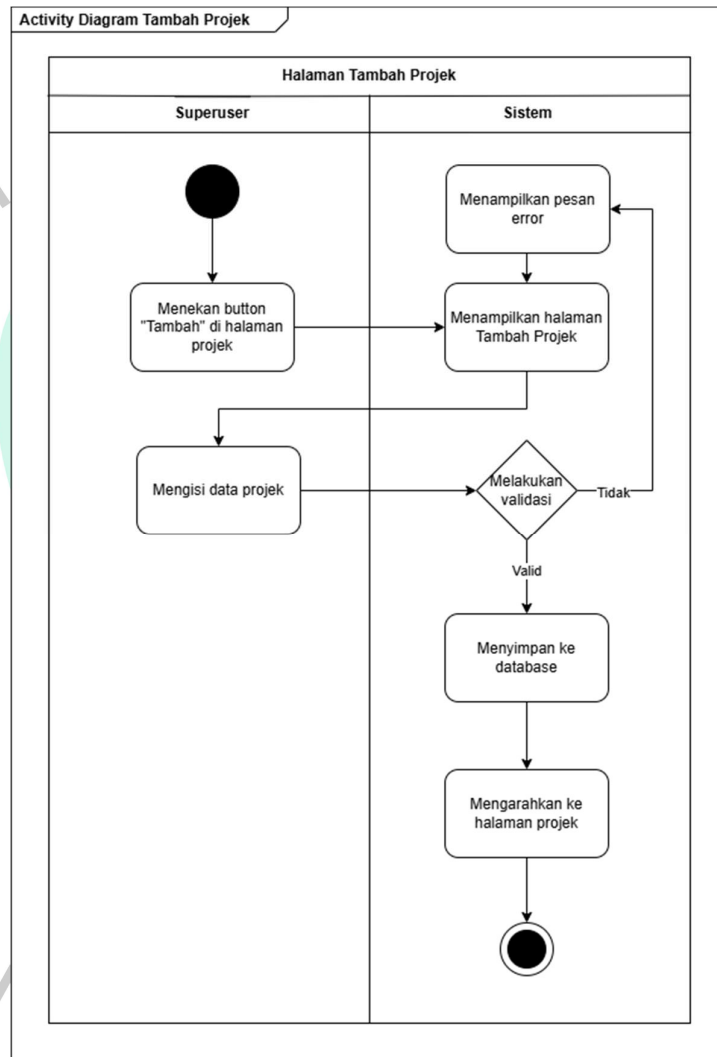 Activity Diagram Tambah Projek
Halaman Tambah Projek
Superuser
Sistem
Menampilkan pesan
error
Menekan button
"Tambah" di halaman
projek
Menampilkan halaman
Tambah Projek
Mengisi data projek
Melakukan
validasi
Tidak
Valid
Menyimpan ke
database
Mengarahkan ke
halaman projek